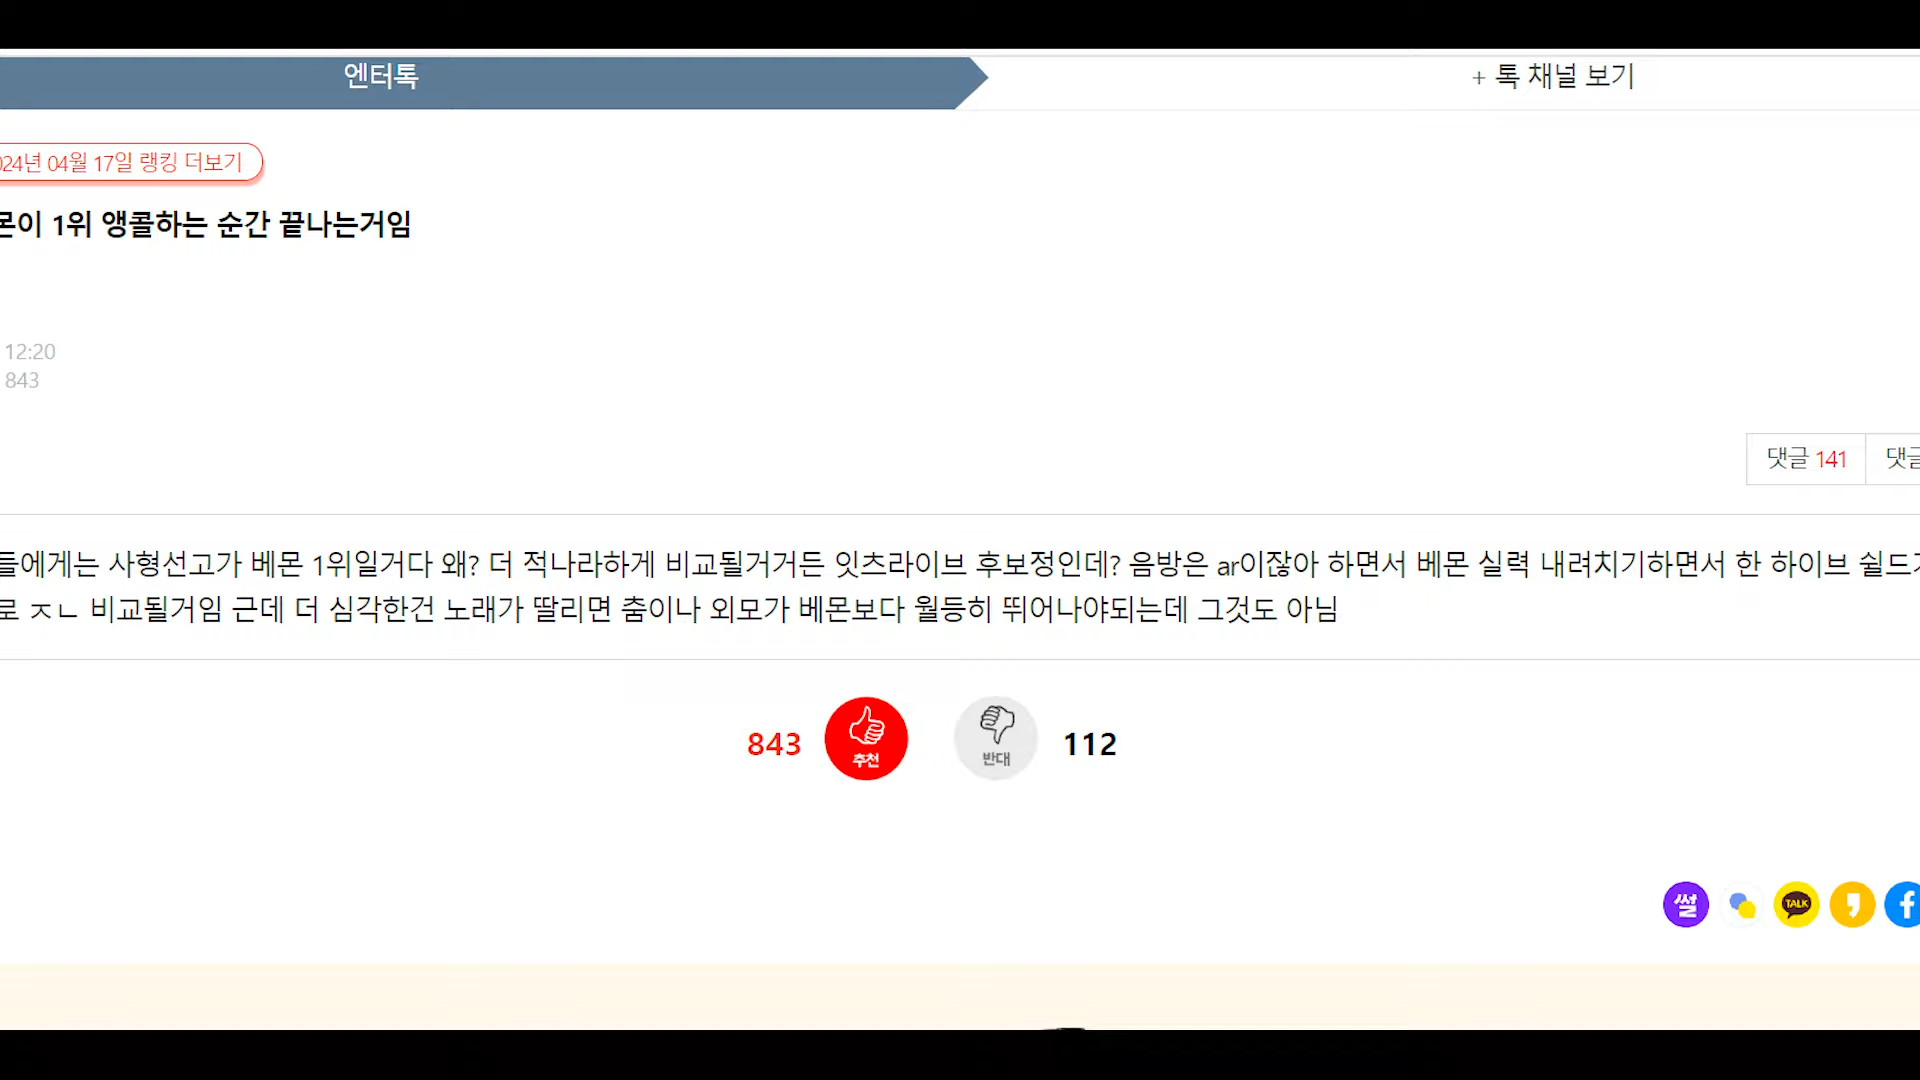 엔터톡
+ 톡 채널 보기
024년 04월 17일 랭킹 더보기
몬이 1위 앵콜하는 순간 끝나는거임
12:20
843
댓글 141
댓글
들에게는 사형선고가 베몬 1위일거다 왜? 더 적나라하게 비교될거거든 잇츠라이브 후보정인데? 음방은 ar이잖아 하면서 베몬 실력 내려치기하면서 한 하이브 쉴드가
로 ㅈㄴ 비교될거임 근데 더 심각한건 노래가 딸리면 춤이나 외모가 베몬보다 월등히 뛰어나야되는데 그것도 아님
843 추천 반대 112
썰 TALK